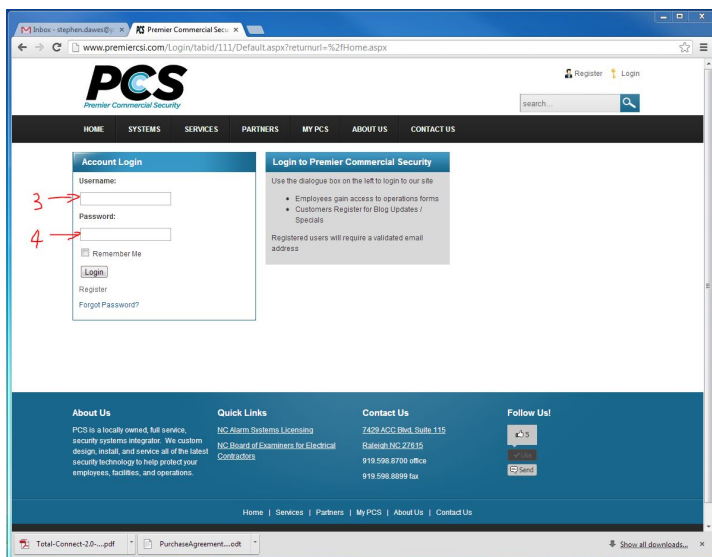 Inbox - stephen.dawes@p
PCS Premier Commercial Secu
www.premiercsi.com/Login/tabid/111/Default.aspx?returnurl=%2fHome.aspx
PCS
Premier Commercial Security
Register Login
search...
HOME SYSTEMS SERVICES PARTNERS MY PCS ABOUT US CONTACT US
Account Login
Username:
3
Password:
4
Remember Me
Login
Register
Forgot Password?
Login to Premier Commercial Security
Use the dialogue box on the left to login to our site
Employees gain access to operations forms
Customers Register for Blog Updates /
Specials
Registered users will require a validated email
address
About Us
PCS is a locally owned, full service,
security systems integrator. We custom
design, install, and service all of the latest
security technology to help protect your
employees, facilities, and operations.
Quick Links
NC Alarm Systems Licensing
NC Board of Examiners for Electrical
Contractors
Contact Us
7429 ACC Blvd, Suite 115
Raleigh NC 27615
919.598.8700 office
919.598.8899 fax
Follow Us!
5
Like
Send
Home | Services | Partners | My PCS | About Us | Contact Us
Total-Connect-2.0-....pdf
PurchaseAgreement....odt
Show all downloads...